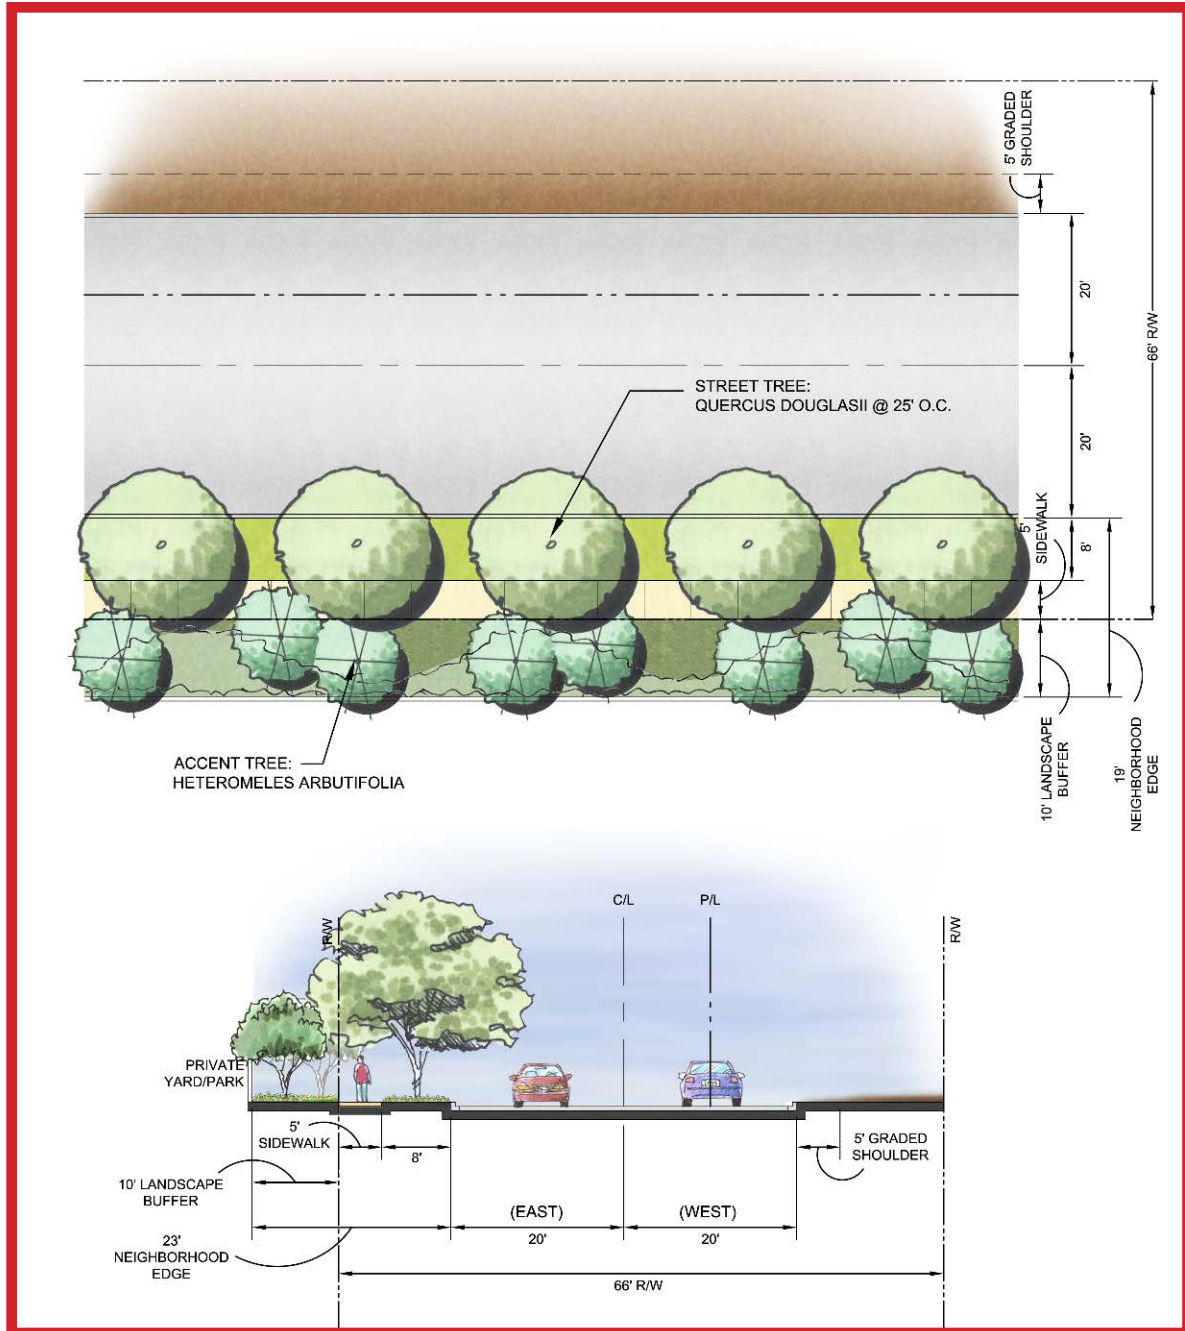 5' GRADED
SHOULDER
20'
66' R/W
STREET TREE:
QUERCUS DOUGLASII @ 25' O.C.
20'
5'
SIDEWALK
8'
ACCENT TREE:
HETEROMELES ARBUTIFOLIA
10' LANDSCAPE
BUFFER
19'
NEIGHBORHOOD
EDGE
C/L
P/L
R/W
R/W
PRIVATE
YARD/PARK
5'
SIDEWALK
8'
5' GRADED
SHOULDER
10' LANDSCAPE
BUFFER
(EAST)
(WEST)
23'
NEIGHBORHOOD
EDGE
20'
20'
66' R/W